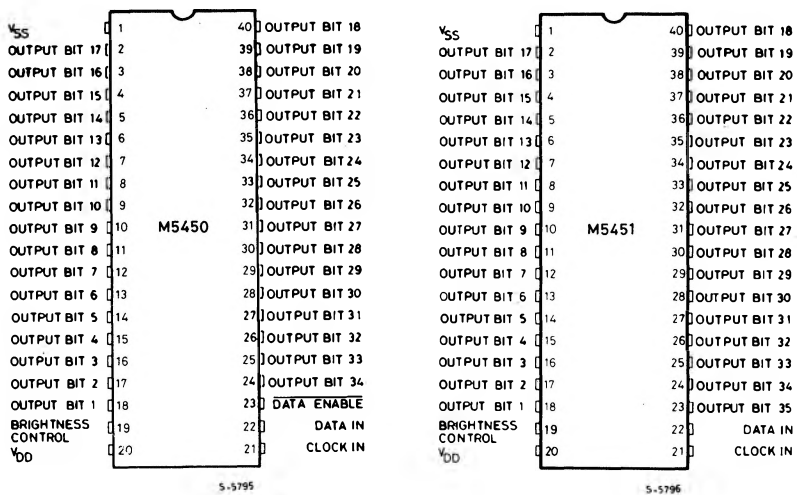 VSS 1 40 OUTPUT BIT 18
OUTPUT BIT 17 2 39 OUTPUT BIT 19
OUTPUT BIT 16 3 38 OUTPUT BIT 20
OUTPUT BIT 15 4 37 OUTPUT BIT 21
OUTPUT BIT 14 5 36 OUTPUT BIT 22
OUTPUT BIT 13 6 35 OUTPUT BIT 23
OUTPUT BIT 12 7 34 OUTPUT BIT 24
OUTPUT BIT 11 8 33 OUTPUT BIT 25
OUTPUT BIT 10 9 32 OUTPUT BIT 26
OUTPUT BIT 9 10 M5450 31 OUTPUT BIT 27
OUTPUT BIT 8 11 30 OUTPUT BIT 28
OUTPUT BIT 7 12 29 OUTPUT BIT 29
OUTPUT BIT 6 13 28 OUTPUT BIT 30
OUTPUT BIT 5 14 27 OUTPUT BIT 31
OUTPUT BIT 4 15 26 OUTPUT BIT 32
OUTPUT BIT 3 16 25 OUTPUT BIT 33
OUTPUT BIT 2 17 24 OUTPUT BIT 34
OUTPUT BIT 1 18 23 DATA ENABLE
BRIGHTNESS 19 22 DATA IN
CONTROL
VDD 20 21 CLOCK IN
S-5795
VSS 1 40 OUTPUT BIT 18
OUTPUT BIT 17 2 39 OUTPUT BIT 19
OUTPUT BIT 16 3 38 OUTPUT BIT 20
OUTPUT BIT 15 4 37 OUTPUT BIT 21
OUTPUT BIT 14 5 36 OUTPUT BIT 22
OUTPUT BIT 13 6 35 OUTPUT BIT 23
OUTPUT BIT 12 7 34 OUTPUT BIT 24
OUTPUT BIT 11 8 33 OUTPUT BIT 25
OUTPUT BIT 10 9 32 OUTPUT BIT 26
OUTPUT BIT 9 10 M5451 31 OUTPUT BIT 27
OUTPUT BIT 8 11 30 OUTPUT BIT 28
OUTPUT BIT 7 12 29 OUTPUT BIT 29
OUTPUT BIT 6 13 28 OUTPUT BIT 30
OUTPUT BIT 5 14 27 OUTPUT BIT 31
OUTPUT BIT 4 15 26 OUTPUT BIT 32
OUTPUT BIT 3 16 25 OUTPUT BIT 33
OUTPUT BIT 2 17 24 OUTPUT BIT 34
OUTPUT BIT 1 18 23 OUTPUT BIT 35
BRIGHTNESS 19 22 DATA IN
CONTROL
VDD 20 21 CLOCK IN
S-5796